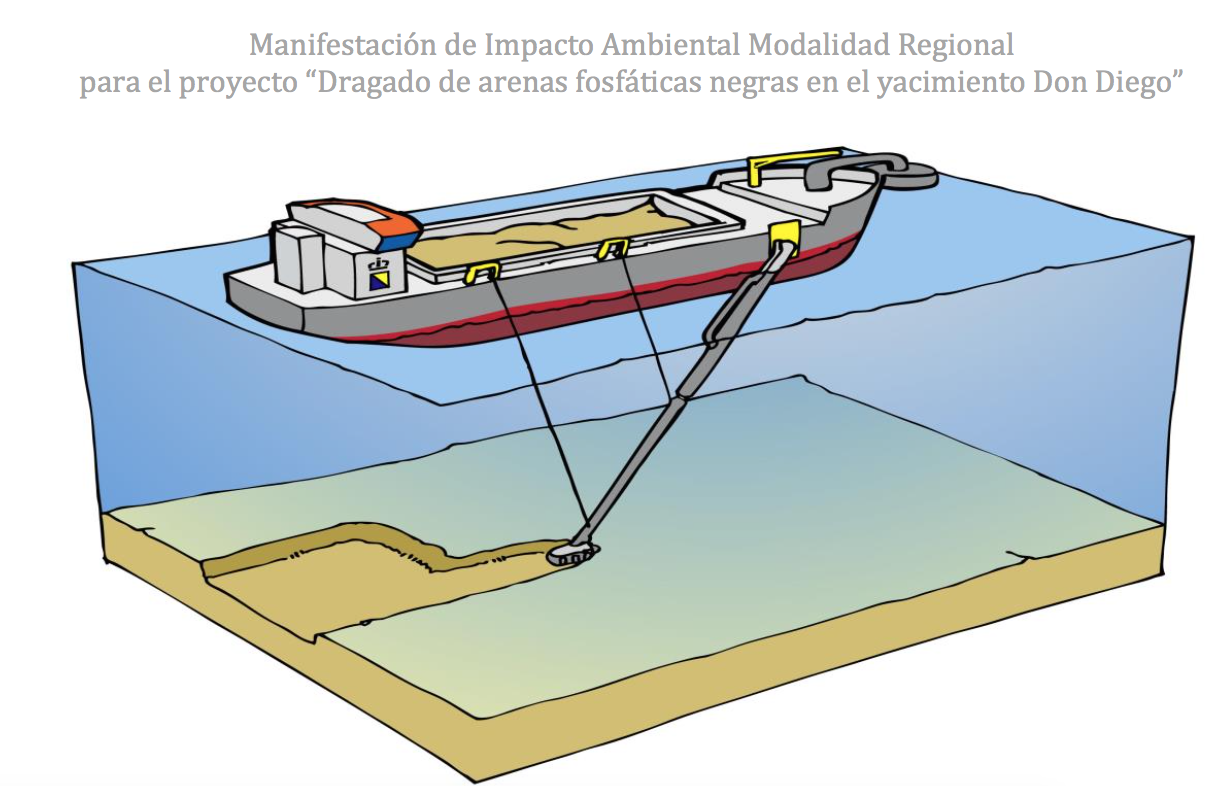 Manifestación de Impacto Ambiental Modalidad Regional
para el proyecto “Dragado de arenas fosfáticas negras en el yacimiento Don Diego”